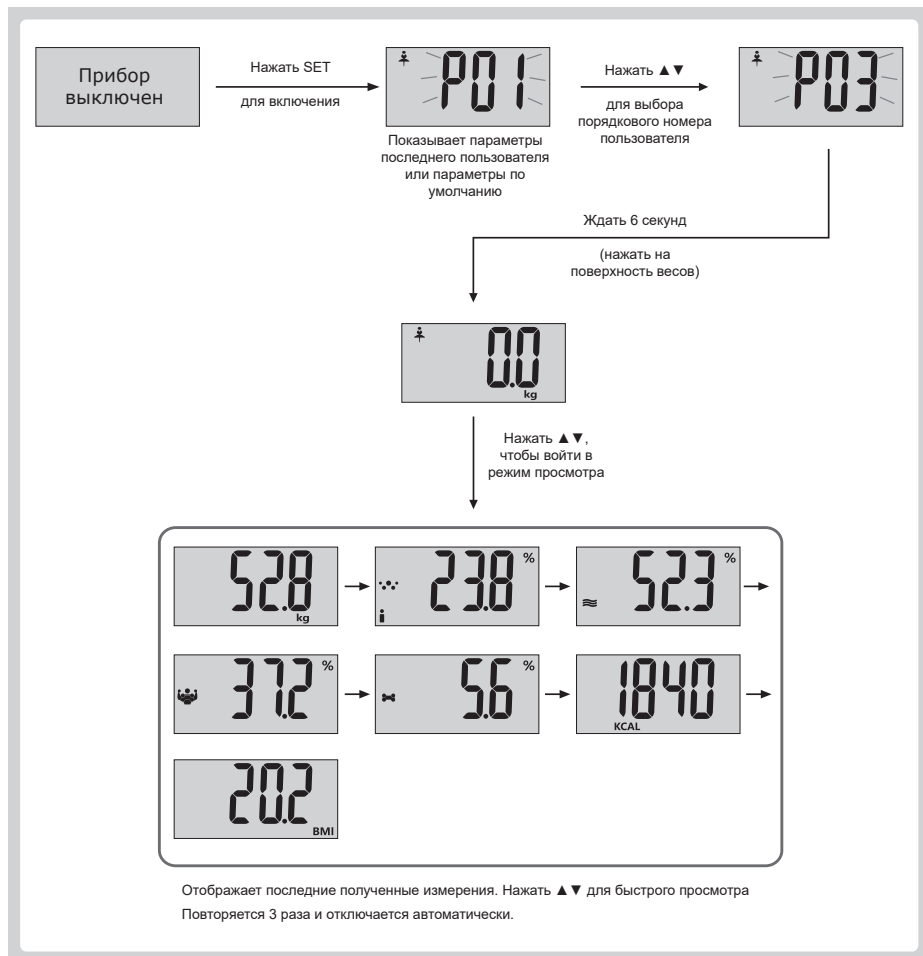 Прибор
выключен
Нажать SET
для включения
P01
Показывает параметры
последнего пользователя
или параметры по
умолчанию
Нажать ▲▼
для выбора
порядкового номера
пользователя
P03
Ждать 6 секунд
(нажать на
поверхность весов)
0.0
kg
Нажать ▲▼,
чтобы войти в
режим просмотра
52.8
kg
23.8 %
52.3 %
37.2 %
5.6 %
1840
KCAL
20.2
BMI
Отображает последние полученные измерения. Нажать ▲▼ для быстрого просмотра
Повторяется 3 раза и отключается автоматически.